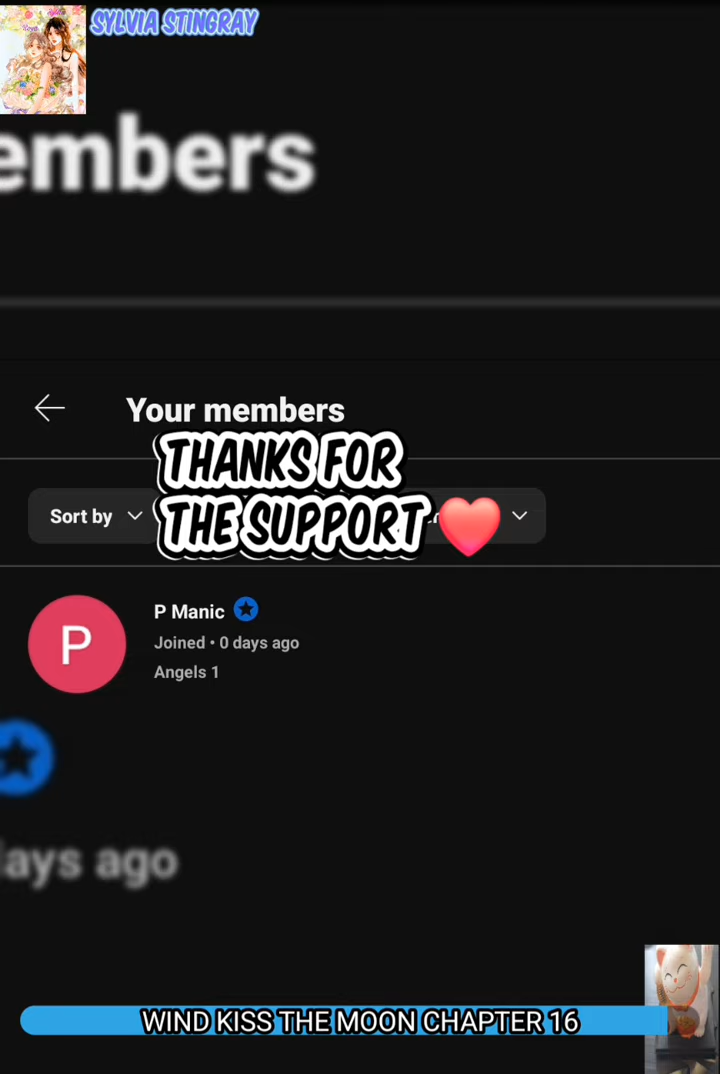 SYLVIA STINGRAY
embers
Your members
THANKS FOR
Sort by
THE SUPPORT
P
P Manic
Joined • 0 days ago
Angels 1
days ago
WIND KISS THE MOON CHAPTER 16